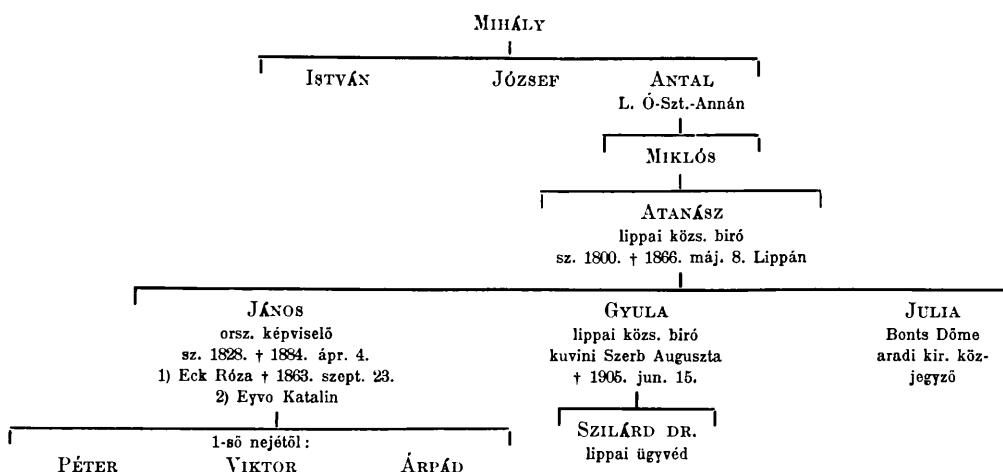 MIHÁLY
ISTVÁN JÓZSEF ANTAL
L. Ó-Szt.-Annán
MIKLÓS
ATANÁSZ
lippai közs. biró
sz. 1800. † 1866. máj. 8. Lippán
JÁNOS GYULA JULIA
orsz. képviselő lippai közs. biró Bonts Döme
sz. 1828. † 1884. ápr. 4. kuvini Szerb Auguszta aradi kir. köz-
1) Eck Róza † 1863. szept. 23. † 1905. jun. 15. jegyző
2) Eyvo Katalin
1-ső nejétől: SZILÁRD DR.
PÉTER VIKTOR ÁRPÁD lippai ügyvéd